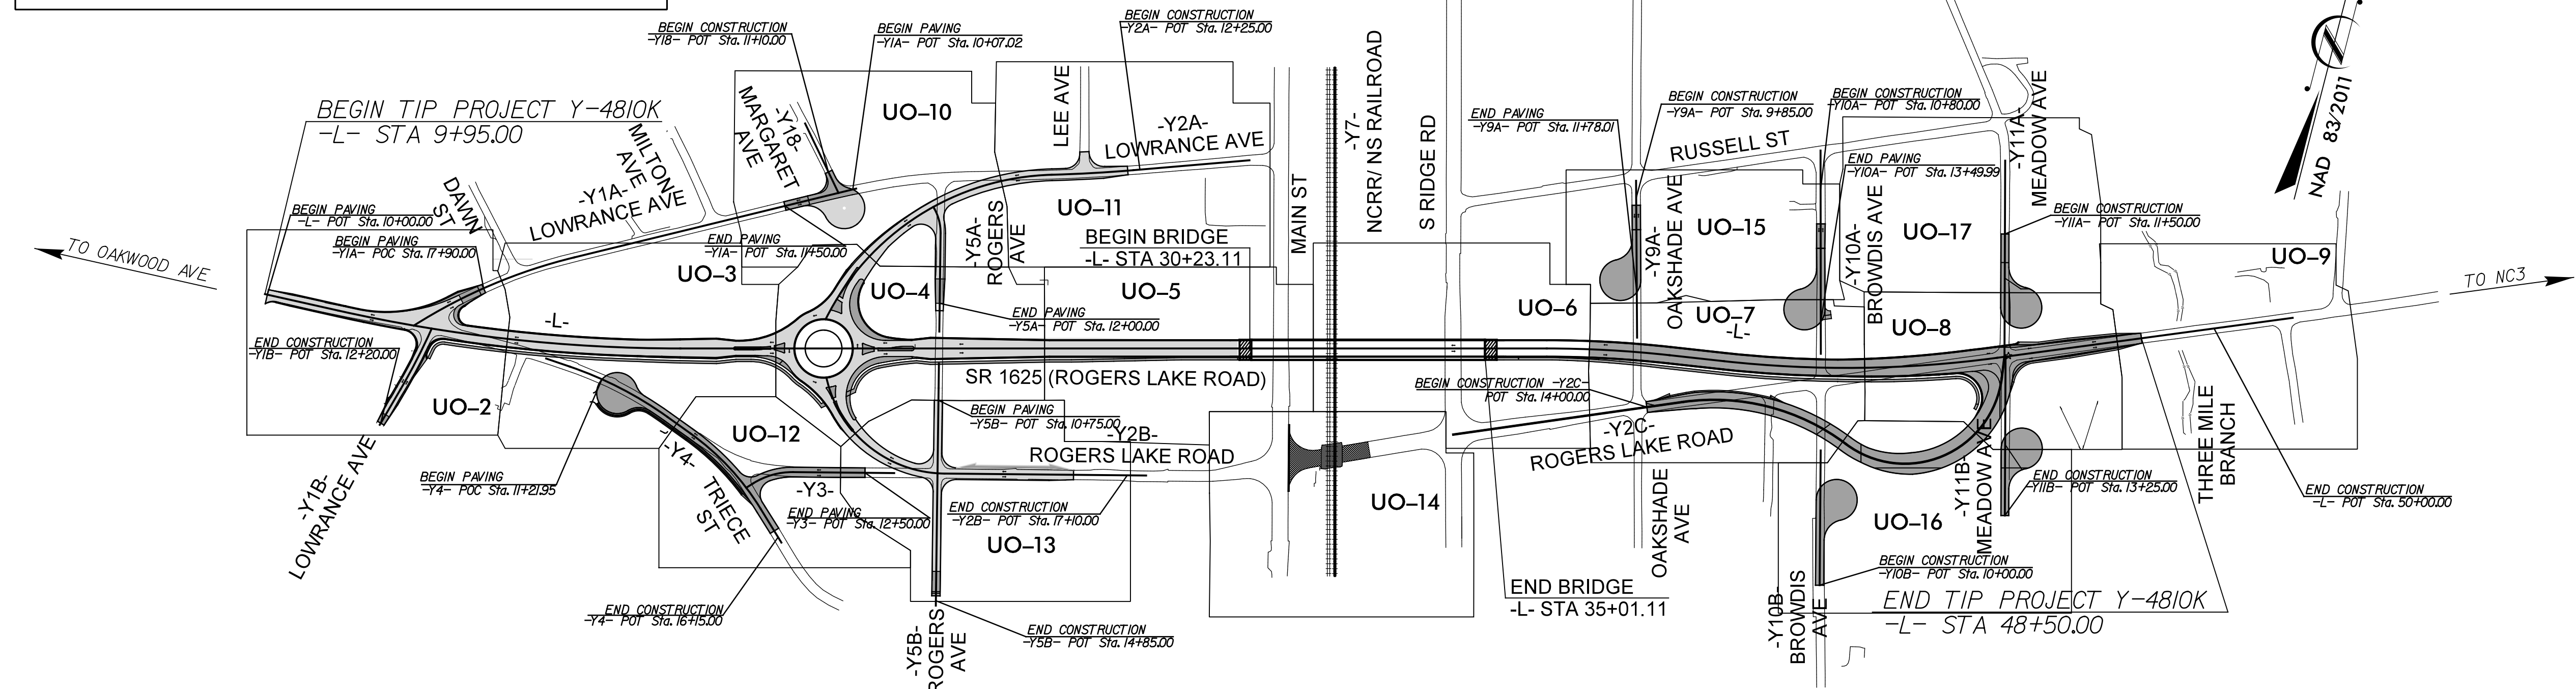 BEGIN CONSTRUCTION
-Y18- POT Sta. 11+10.00
BEGIN PAVING
-Y1A- POT Sta. 10+07.02
BEGIN CONSTRUCTION
-Y2A- POT Sta. 12+25.00
BEGIN TIP PROJECT Y-4810K
-L- STA 9+95.00
MILTONE
AVE
-Y18-
MARGARET
AVE
UO-10
LEE AVE
-Y2A-
LOWRANCE AVE
MAIN ST
-Y7-
NCRR/ NS RAILROAD
S RIDGE RD
END PAVING
-Y9A- POT Sta. 11+78.01
BEGIN CONSTRUCTION
-Y9A- POT Sta. 9+85.00
BEGIN CONSTRUCTION
-Y10A- POT Sta. 10+80.00
RUSSELL ST
END PAVING
-Y10A- POT Sta. 13+49.99
-Y11A-
MEADOW AVE
NAD 83/2011
DAWN
ST
-Y1A-
LOWRANCE AVE
BEGIN PAVING
-L- POT Sta. 10+00.00
BEGIN PAVING
-Y1A- POC Sta. 17+90.00
TO OAKWOOD AVE
END PAVING
-Y1A- POT Sta. 11+50.00
UO-3
UO-4
-Y5A-
ROGERS
AVE
UO-11
BEGIN BRIDGE
-L- STA 30+23.11
UO-5
END PAVING
-Y5A- POT Sta. 12+00.00
UO-6
-Y9A-
OAKSHADE AVE
UO-15
UO-7
-L-
-Y10A-
BROWDIS AVE
UO-17
UO-8
BEGIN CONSTRUCTION
-Y11A- POT Sta. 11+50.00
UO-9
TO NC3
-L-
END CONSTRUCTION
-Y1B- POT Sta. 12+20.00
UO-2
SR 1625 (ROGERS LAKE ROAD)
BEGIN CONSTRUCTION -Y2C-
POT Sta. 14+00.00
BEGIN PAVING
-Y5B- POT Sta. 10+75.00
-Y2B-
ROGERS LAKE ROAD
-Y2C-
ROGERS LAKE ROAD
-Y1B-
LOWRANCE AVE
BEGIN PAVING
-Y4- POC Sta. 11+21.95
-Y4-
TRIECE
ST
UO-12
-Y3-
END PAVING
-Y3- POT Sta. 12+50.00
END CONSTRUCTION
-Y2B- POT Sta. 17+10.00
UO-13
UO-14
OAKSHADE
AVE
UO-16
-Y11B-
MEADOW AVE
END CONSTRUCTION
-Y11B- POT Sta. 13+25.00
THREE MILE
BRANCH
END CONSTRUCTION
-L- POT Sta. 50+00.00
END CONSTRUCTION
-Y4- POT Sta. 16+15.00
-Y5B-
ROGERS
AVE
END CONSTRUCTION
-Y5B- POT Sta. 14+85.00
END BRIDGE
-L- STA 35+01.11
-Y10B-
BROWDIS
AVE
BEGIN CONSTRUCTION
-Y10B- POT Sta. 10+00.00
END TIP PROJECT Y-4810K
-L- STA 48+50.00